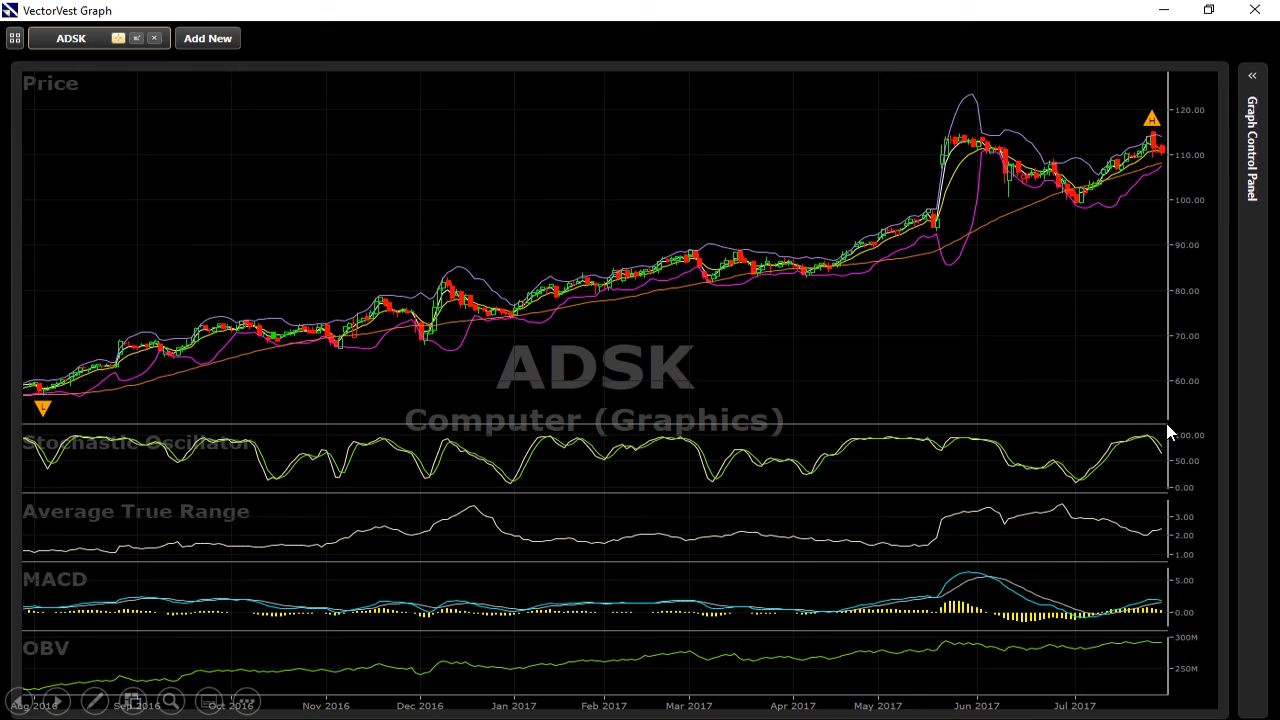 VectorVest Graph
ADSK
Add New
Price
120.00
110.00
100.00
90.00
80.00
70.00
60.00
H
L
ADSK
Computer (Graphics)
Graph Control Panel
Stochastic Oscillator
100.00
50.00
0.00
Average True Range
3.00
2.00
1.00
MACD
5.00
0.00
OBV
300M
250M
Aug 2016 Sep 2016 Oct 2016 Nov 2016 Dec 2016 Jan 2017 Feb 2017 Mar 2017 Apr 2017 May 2017 Jun 2017 Jul 2017